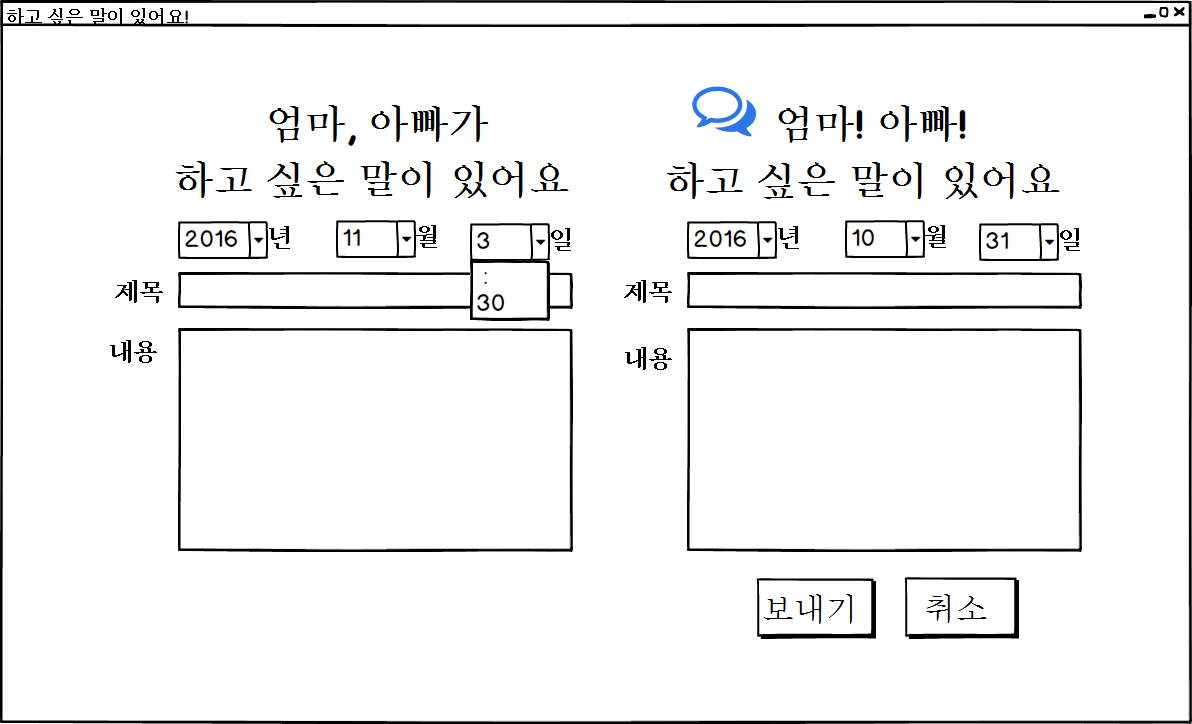 하고 싶은 말이 있어요!
엄마, 아빠가
하고 싶은 말이 있어요
2016 년 11 월 3 일
:
30
제목
내용
엄마! 아빠!
하고 싶은 말이 있어요
2016 년 10 월 31 일
제목
내용
보내기 취소